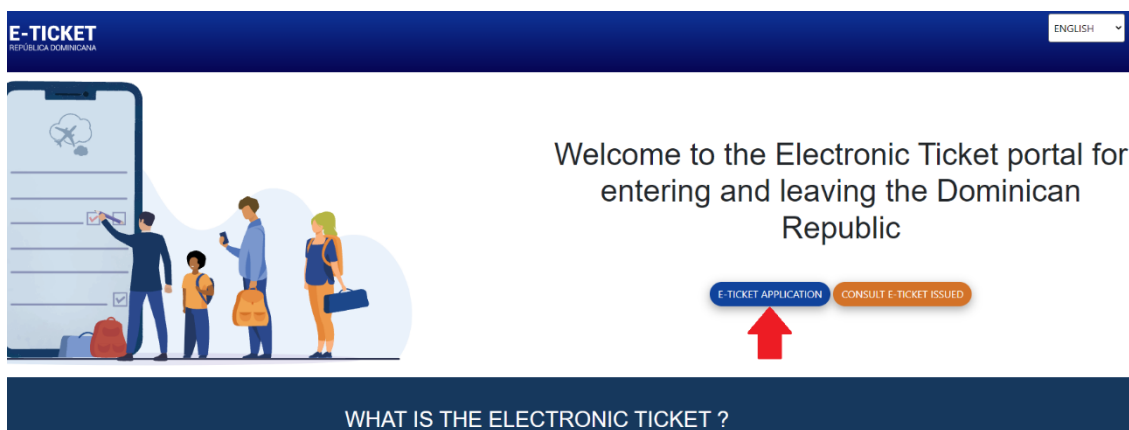 E-TICKET
REPÚBLICA DOMINICANA
ENGLISH
Welcome to the Electronic Ticket portal for
entering and leaving the Dominican
Republic
E-TICKET APPLICATION
CONSULT E-TICKET ISSUED
WHAT IS THE ELECTRONIC TICKET ?